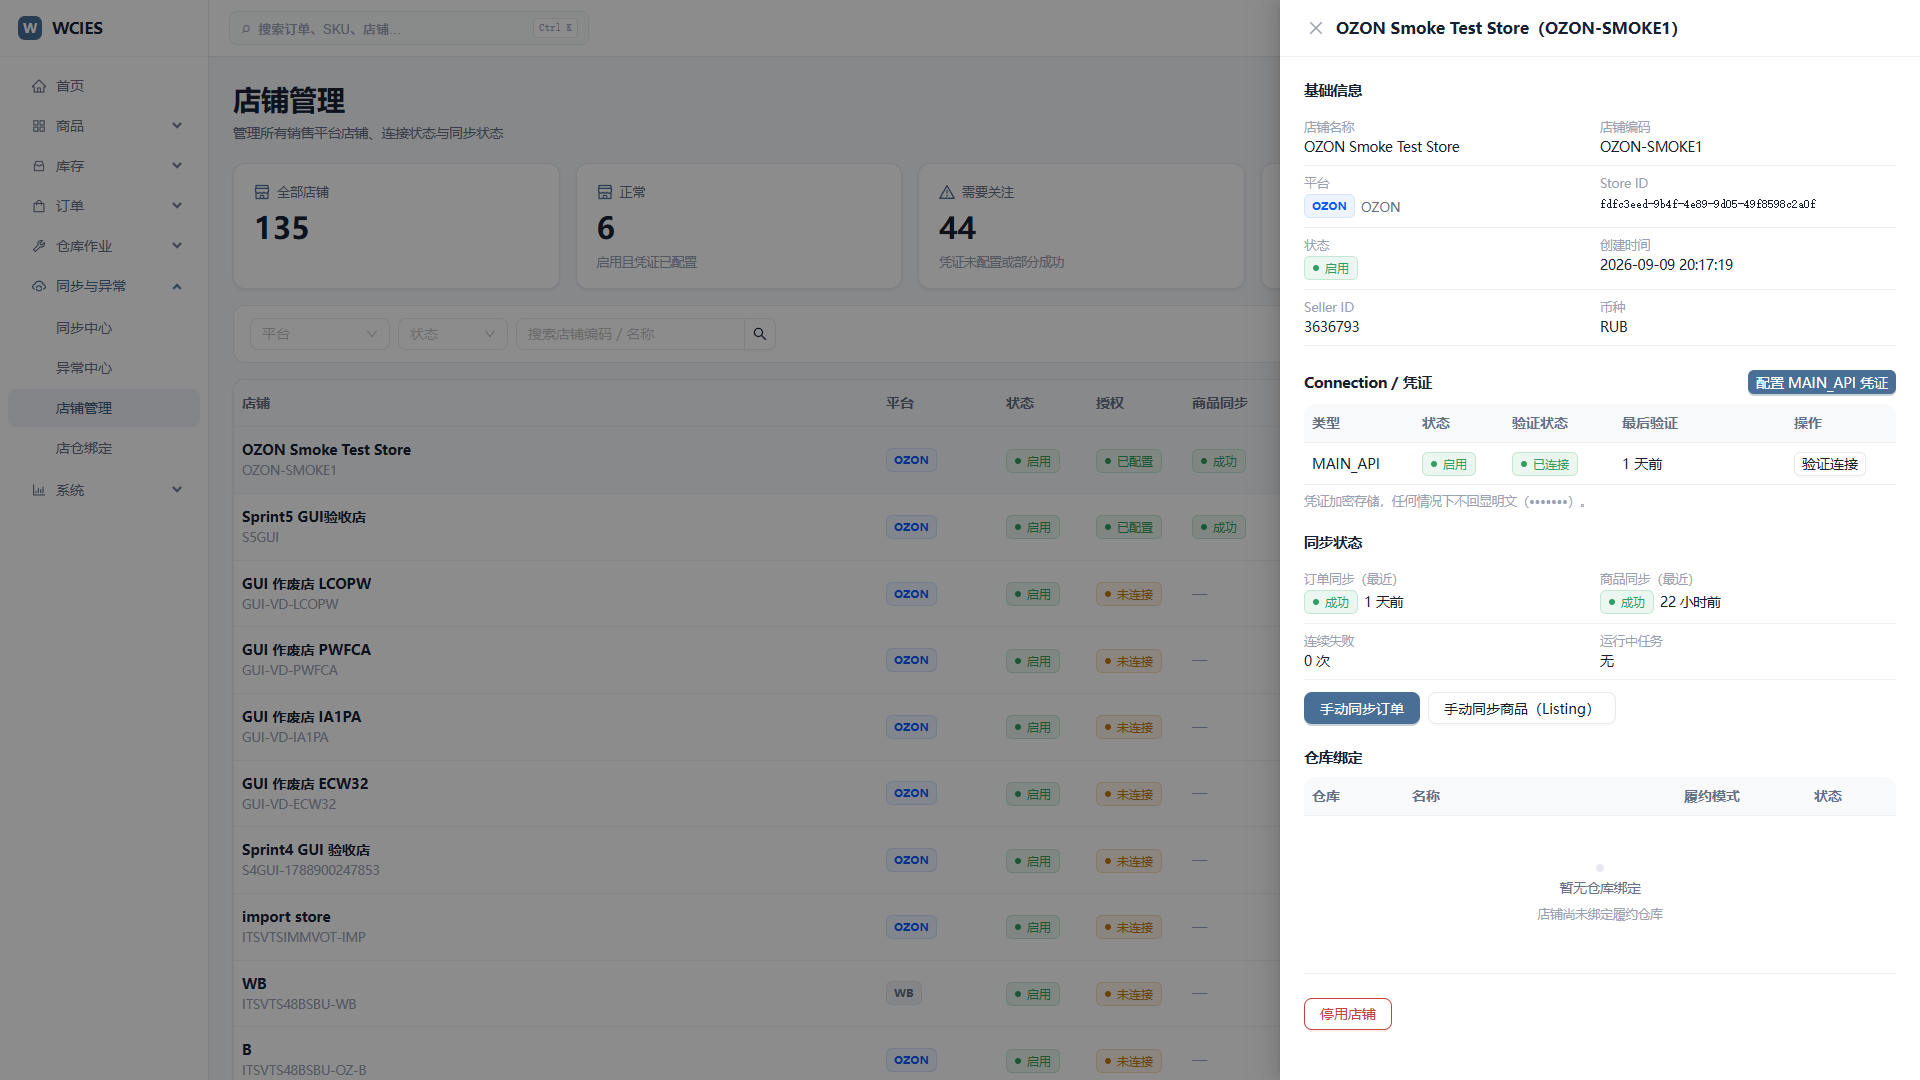 W WCIES
搜索订单、SKU、店铺... Ctrl K
首页
商品
库存
订单
仓库作业
同步与异常
同步中心
异常中心
店铺管理
店仓绑定
系统
店铺管理
管理所有销售平台店铺、连接状态与同步状态
全部店铺
135
正常
6
启用且凭证已配置
需要关注
44
凭证未配置或部分成功
平台 状态 搜索店铺编码 / 名称
店铺 平台 状态 授权 商品同步
OZON Smoke Test Store
OZON-SMOKE1
OZON 启用 已配置 成功
Sprint5 GUI验收店
S5GUI
OZON 启用 已配置 成功
GUI 作废店 LCOPW
GUI-VD-LCOPW
OZON 启用 未连接 —
GUI 作废店 PWFCA
GUI-VD-PWFCA
OZON 启用 未连接 —
GUI 作废店 IA1PA
GUI-VD-IA1PA
OZON 启用 未连接 —
GUI 作废店 ECW32
GUI-VD-ECW32
OZON 启用 未连接 —
Sprint4 GUI 验收店
S4GUI-1788900247853
OZON 启用 未连接 —
import store
ITSVTSIMMVOT-IMP
OZON 启用 未连接 —
WB
ITSVTS48BSBU-WB
WB 启用 未连接 —
B
ITSVTS48BSBU-OZ-B
OZON 启用 未连接 —
OZON Smoke Test Store（OZON-SMOKE1）
基础信息
店铺名称
OZON Smoke Test Store
店铺编码
OZON-SMOKE1
平台
OZON OZON
Store ID
fdfc3eed-9b4f-4e89-9d05-49f8598c2a0f
状态
启用
创建时间
2026-09-09 20:17:19
Seller ID
3636793
币种
RUB
Connection / 凭证
配置 MAIN_API 凭证
类型 状态 验证状态 最后验证 操作
MAIN_API 启用 已连接 1 天前 验证连接
凭证加密存储，任何情况下不回显明文（•••••••）。
同步状态
订单同步（最近）
成功 1 天前
商品同步（最近）
成功 22 小时前
连续失败
0 次
运行中任务
无
手动同步订单 手动同步商品（Listing）
仓库绑定
仓库 名称 履约模式 状态
暂无仓库绑定
店铺尚未绑定履约仓库
停用店铺